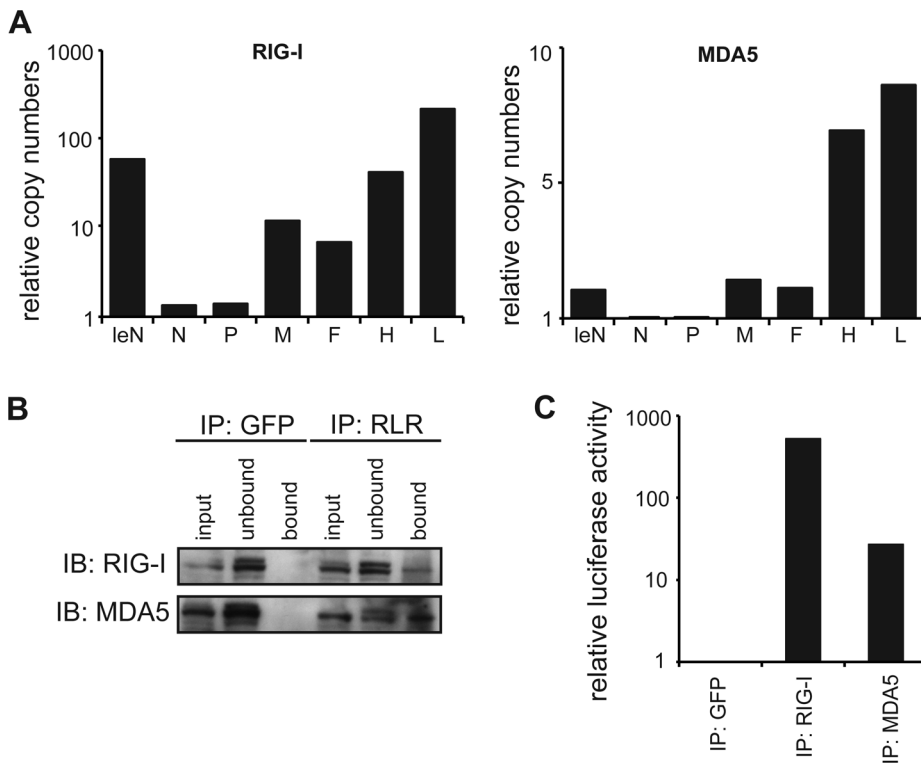 A
RIG-I
relative copy numbers
1000
100
10
1
leN N P M F H L
MDA5
relative copy numbers
10
5
1
leN N P M F H L
B
IP: GFP IP: RLR
input unbound bound input unbound bound
IB: RIG-I
IB: MDA5
C
relative luciferase activity
1000
100
10
1
IP: GFP
IP: RIG-I
IP: MDA5